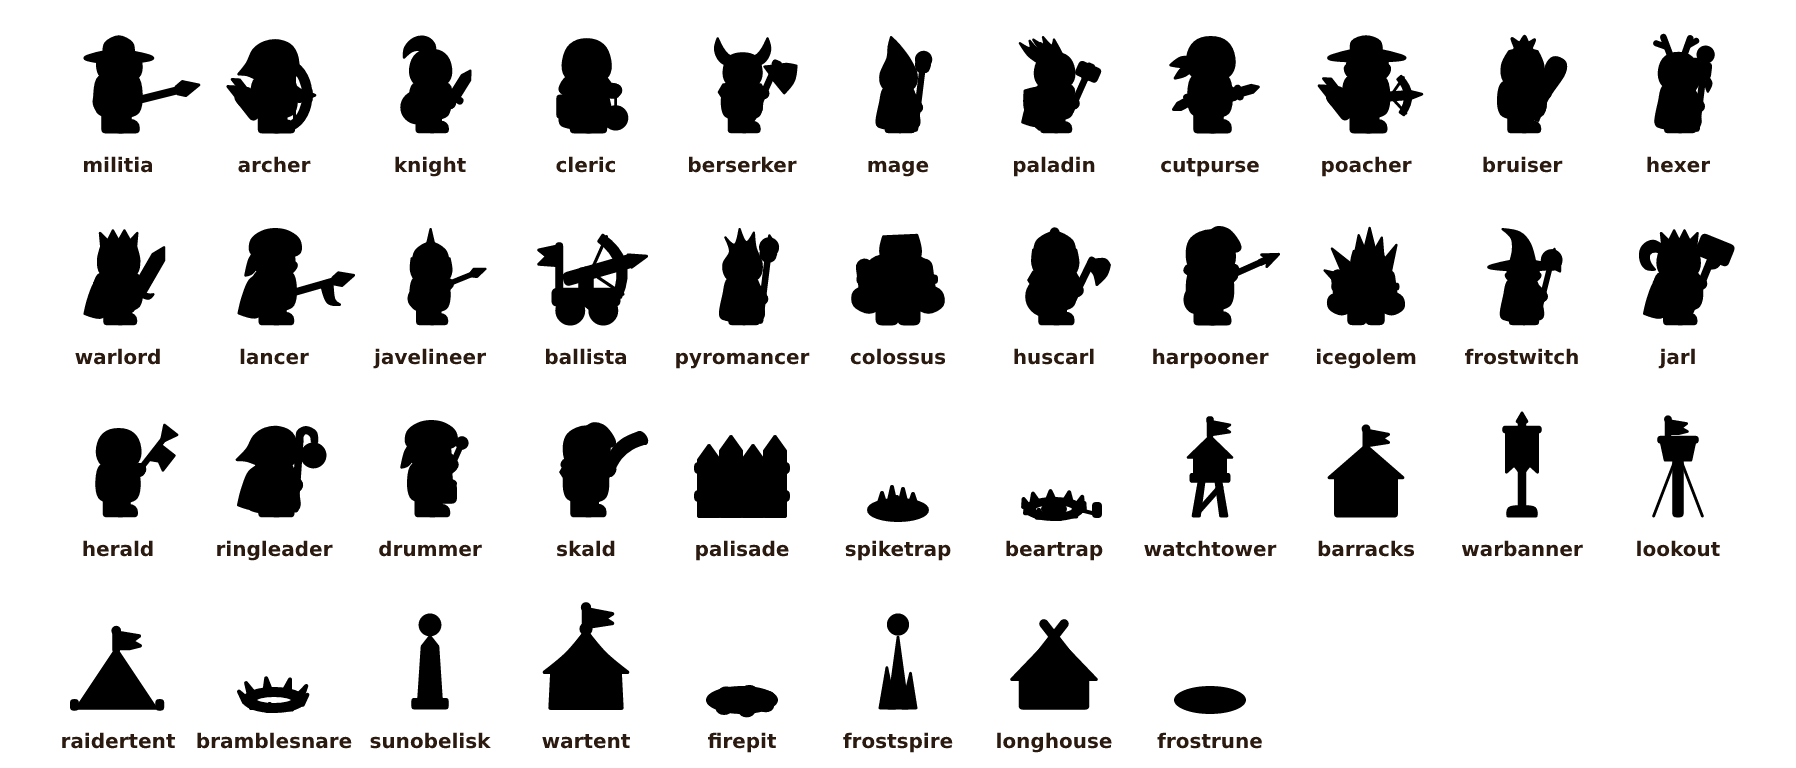 militia archer knight cleric berserker mage paladin cutpurse poacher bruiser hexer
warlord lancer javelineer ballista pyromancer colossus huscarl harpooner icegolem frostwitch jarl
herald ringleader drummer skald palisade spiketrap beartrap watchtower barracks warbanner lookout
raidertent bramblesnare sunobelisk wartent firepit frostspire longhouse frostrune